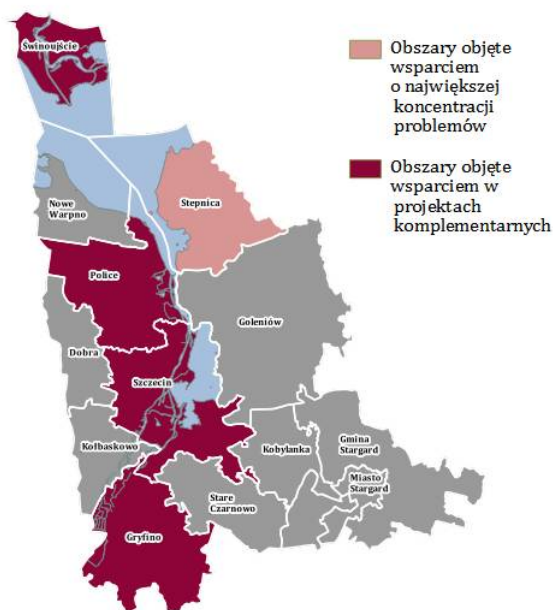 Świnoujście
Obszary objęte
wsparciem
o największej
koncentracji
problemów
Obszary objęte
wsparciem w
projektach
komplementarnych
Nowe
Warpno
Stepnica
Police
Goleniów
Dobra
Szczecin
Kołbaskowo
Kobylanka
Gmina
Stargard
Miasto
Stargard
Stare
Czarnowo
Gryfino